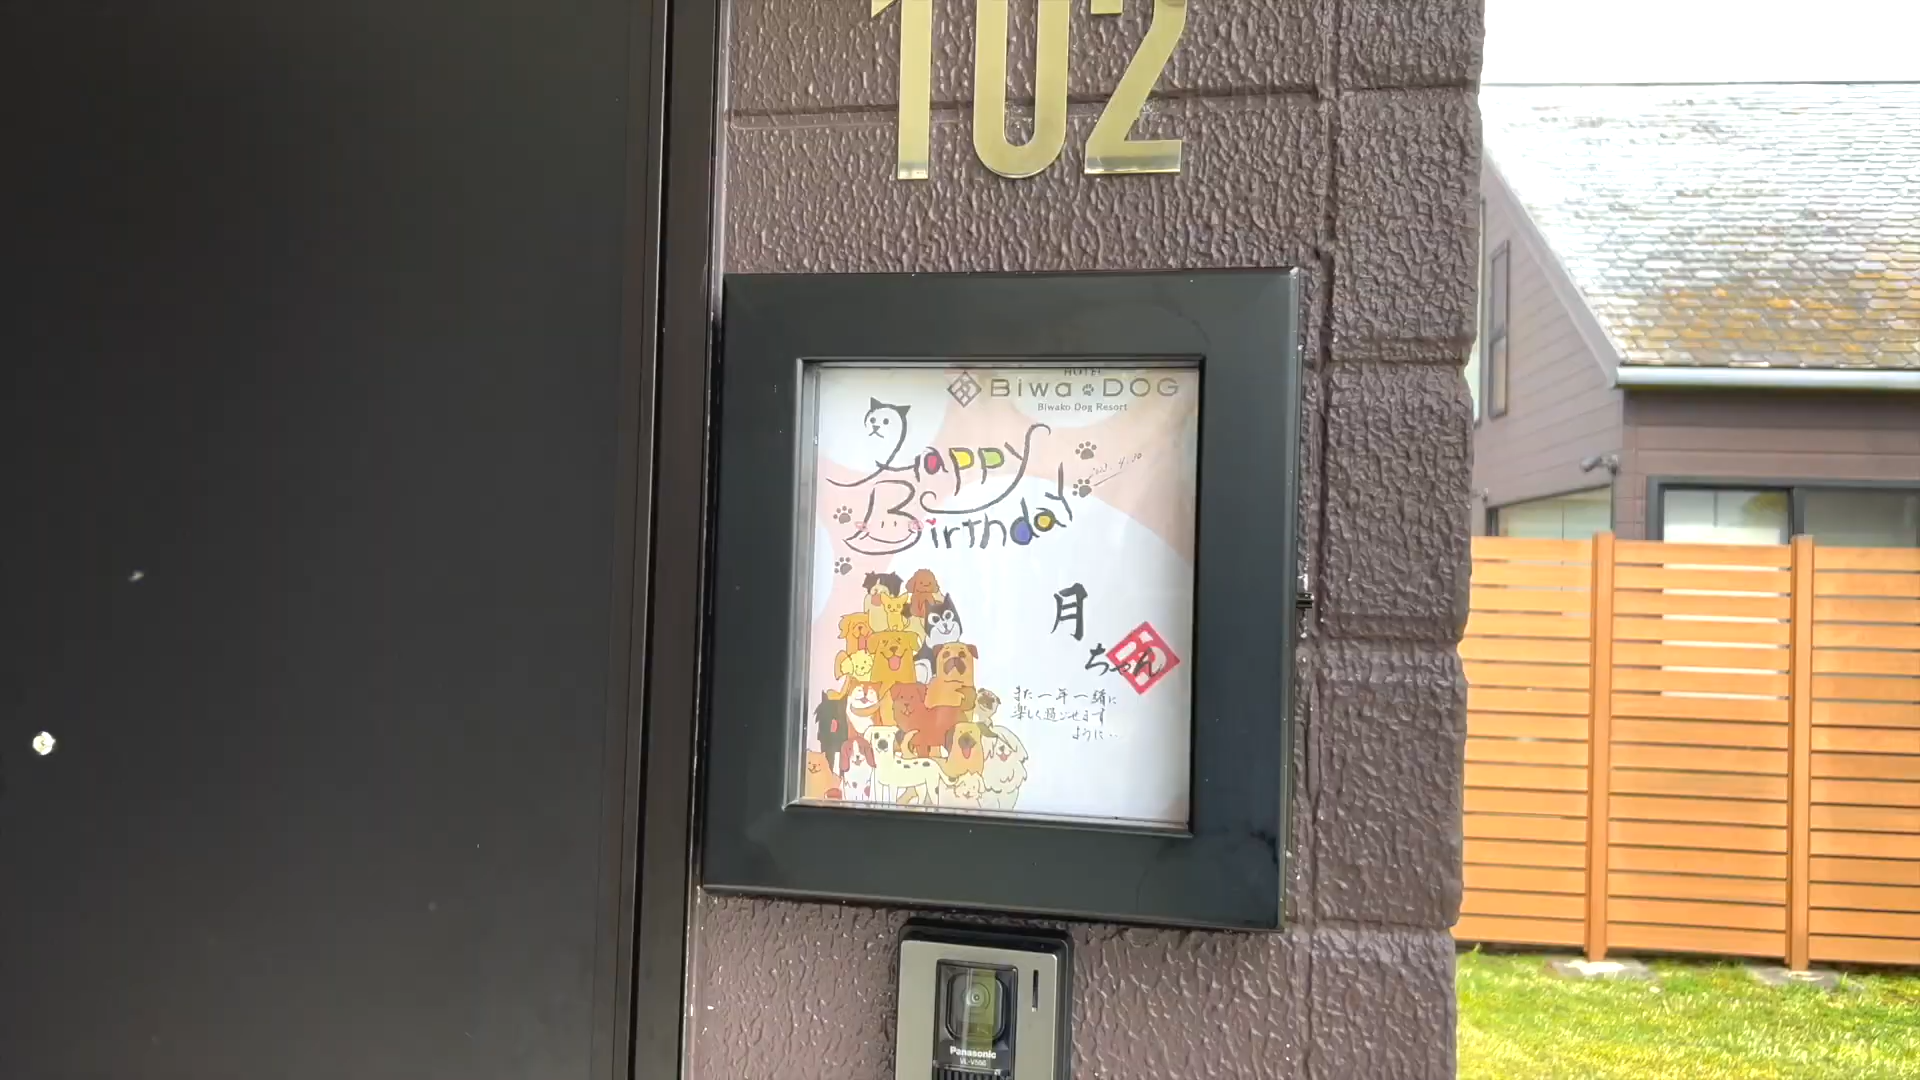 102
HOTEL
Biwa DOG
Biwako Dog Resort
Happy
Birthday
月
ちゃん
また一年一緒に
楽しく過ごせます
ように…
Panasonic